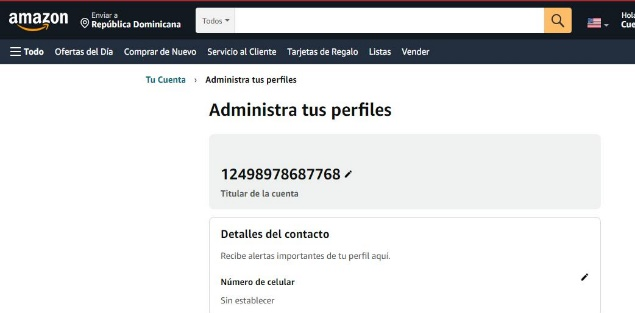 amazon
Enviar a
República Dominicana
Todos
Hola
Cue
Todo Ofertas del Día Comprar de Nuevo Servicio al Cliente Tarjetas de Regalo Listas Vender
Tu Cuenta › Administra tus perfiles
Administra tus perfiles
12498978687768
Titular de la cuenta
Detalles del contacto
Recibe alertas importantes de tu perfil aquí.
Número de celular
Sin establecer